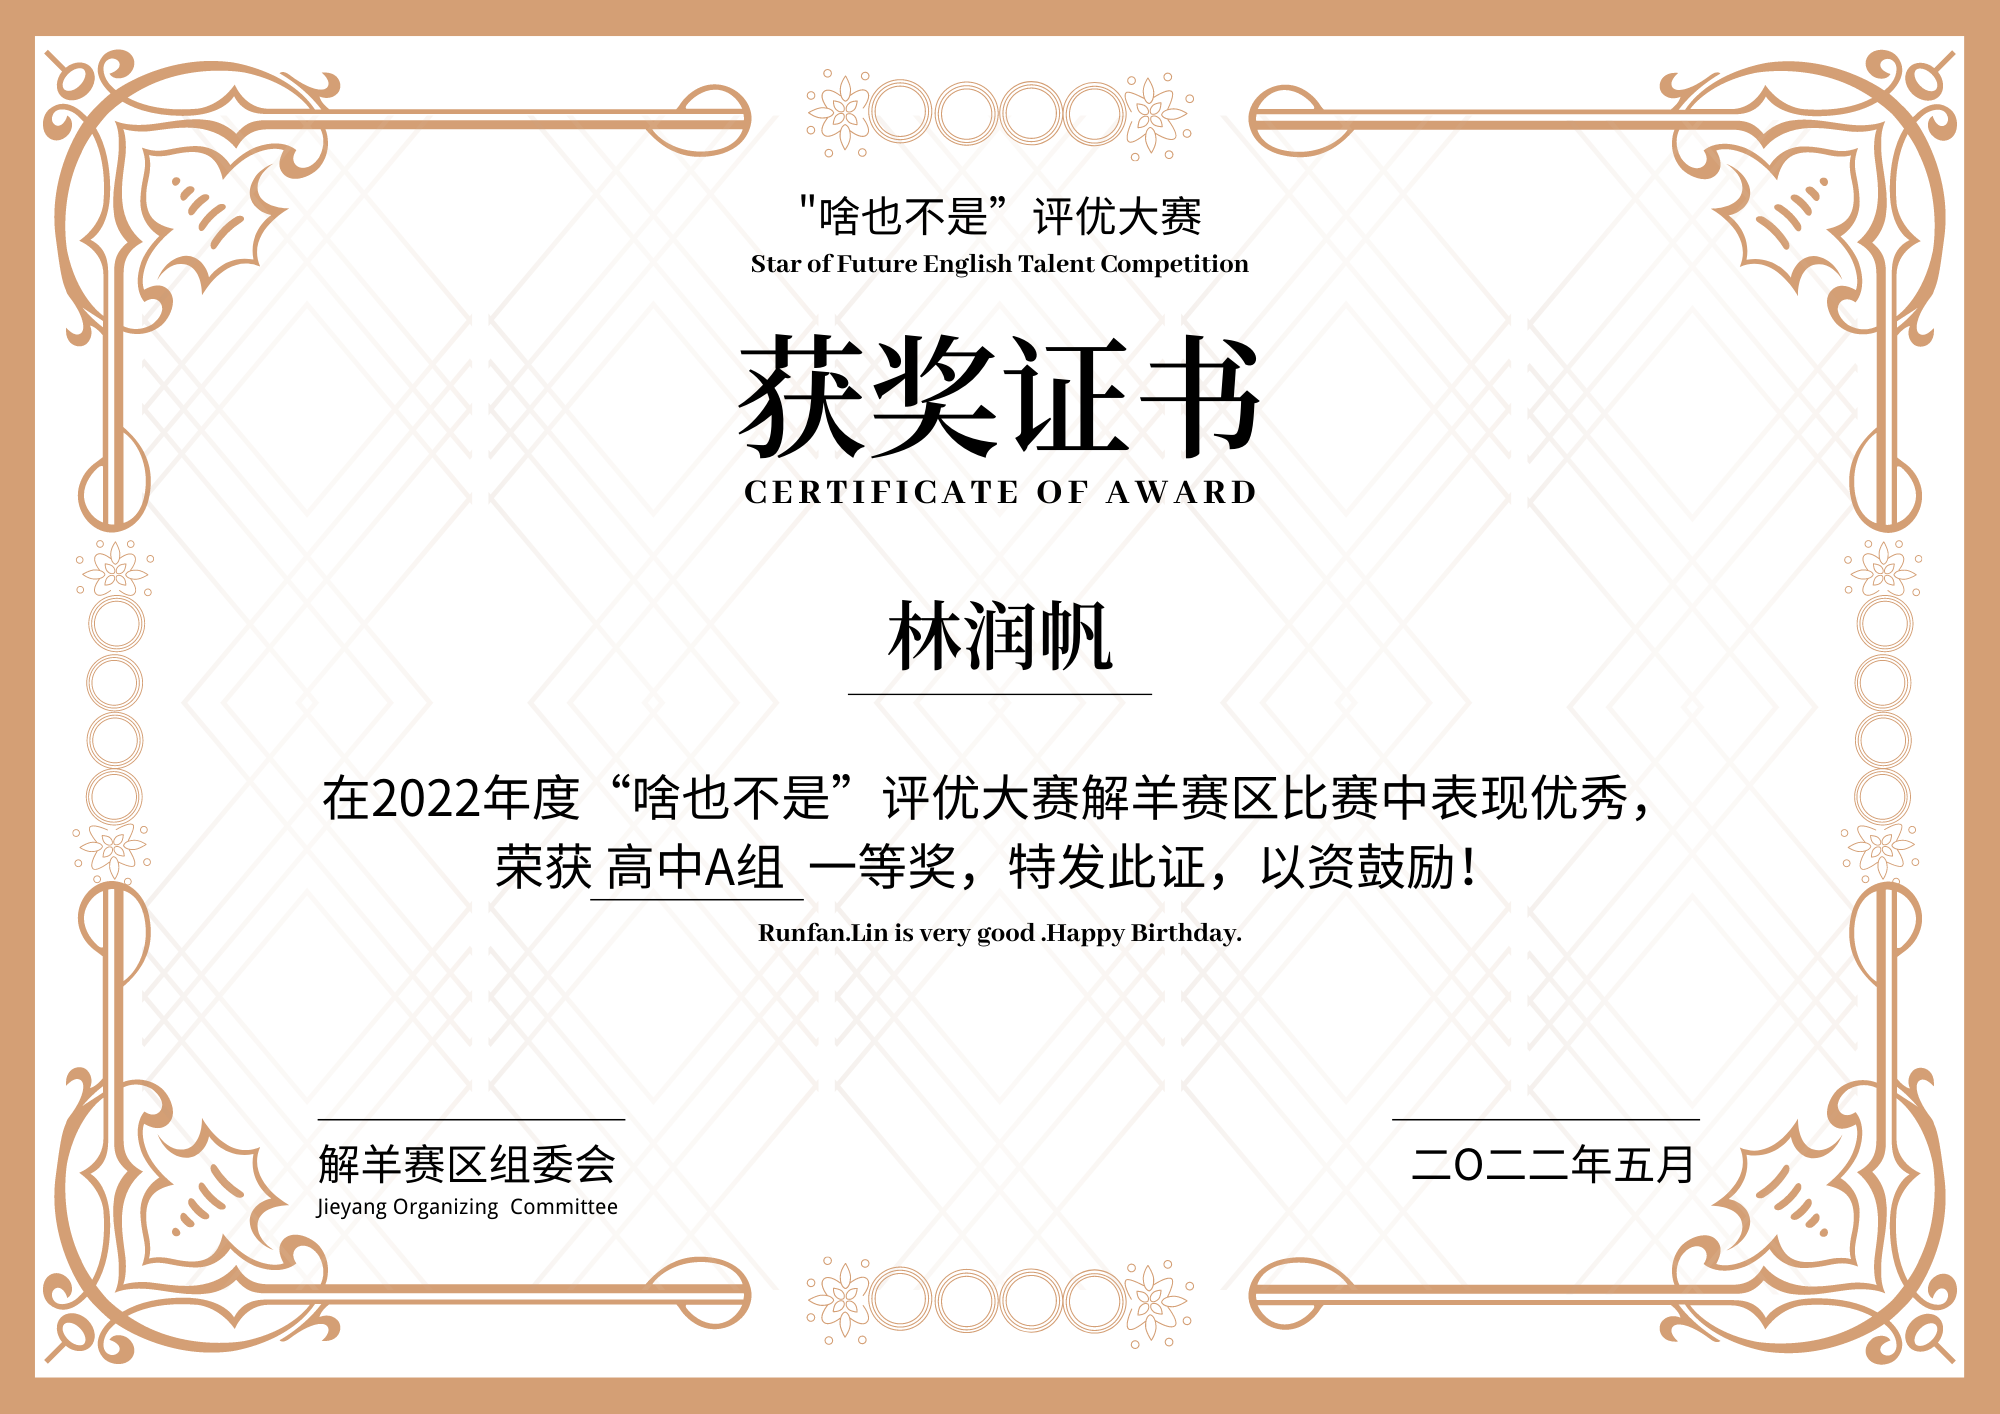 "啥也不是”评优大赛
Star of Future English Talent Competition
获奖证书
CERTIFICATE OF AWARD
林润帆
在2022年度“啥也不是”评优大赛解羊赛区比赛中表现优秀，
荣获 高中A组 一等奖，特发此证，以资鼓励！
Runfan.Lin is very good .Happy Birthday.
解羊赛区组委会
Jieyang Organizing  Committee
二O二二年五月